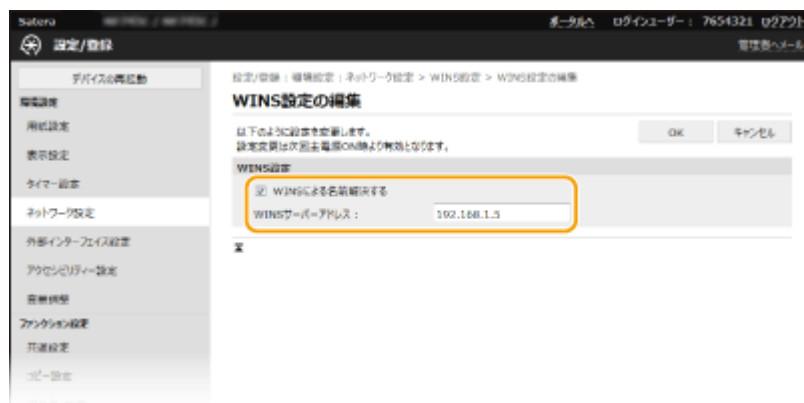 Satera
ポータルへ ログインユーザー： 7654321 ログアウト
設定/登録
管理者へメール
デバイスの再起動
設定/登録：環境設定：ネットワーク設定 > WINS設定 > WINS設定の編集
環境設定
WINS設定の編集
用紙設定
以下のように設定を変更します。
設定変更は次回主電源ON時より有効となります。
OK キャンセル
表示設定
WINS設定
タイマー設定
WINSによる名前解決する
ネットワーク設定
WINSサーバーアドレス： 192.168.1.5
外部インターフェイス設定
アクセシビリティー設定
音量調整
ファンクション設定
共通設定
コピー設定